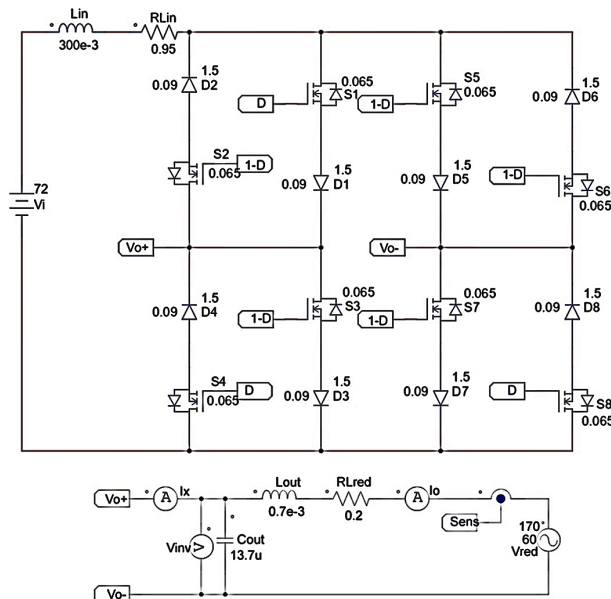 Lin
300e-3
RLin
0.95
1.5
0.09 D2
S2
0.065
1-D
0.065
S1
D
1.5
0.09 D1
S5
0.065
1-D
1.5
0.09 D5
1.5
0.09 D6
1-D
S6
0.065
72
Vi
Vo+
Vo-
1.5
0.09 D4
S4
0.065
D
0.065
S3
1-D
1.5
0.09 D3
0.065
S7
1-D
1.5
0.09 D7
1.5
0.09 D8
D
S8
0.065
Vo+
A
Ix
Lout
0.7e-3
RLred
0.2
A
Io
Sens
170°
60
Vred
Vinv
V
Cout
13.7u
Vo-